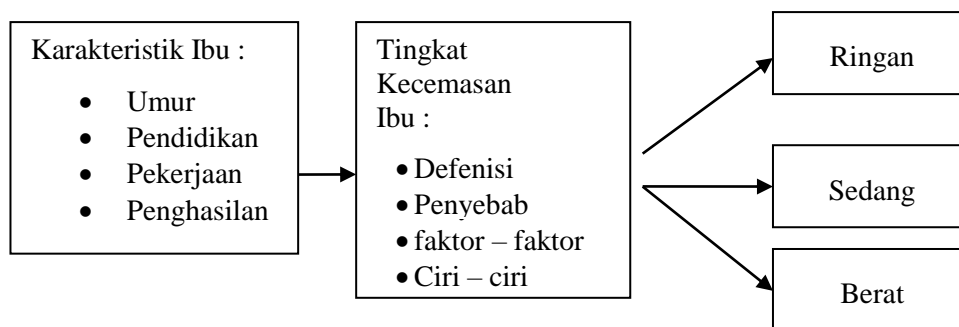 Karakteristik Ibu :
• Umur
• Pendidikan
• Pekerjaan
• Penghasilan
Tingkat
Kecemasan
Ibu :
• Defenisi
• Penyebab
• faktor – faktor
• Ciri – ciri
Ringan
Sedang
Berat